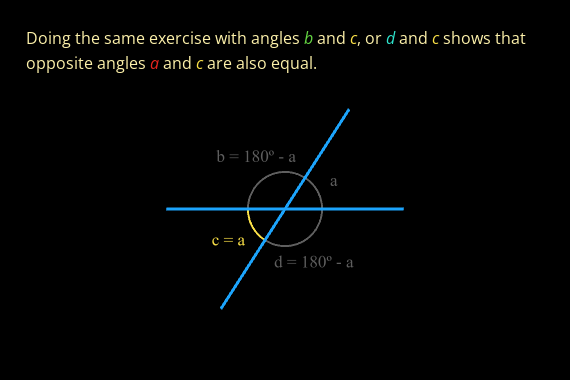 Doing the same exercise with angles b and c, or d and c shows that
opposite angles a and c are also equal.
b = 180º - a
a
c = a
d = 180º - a